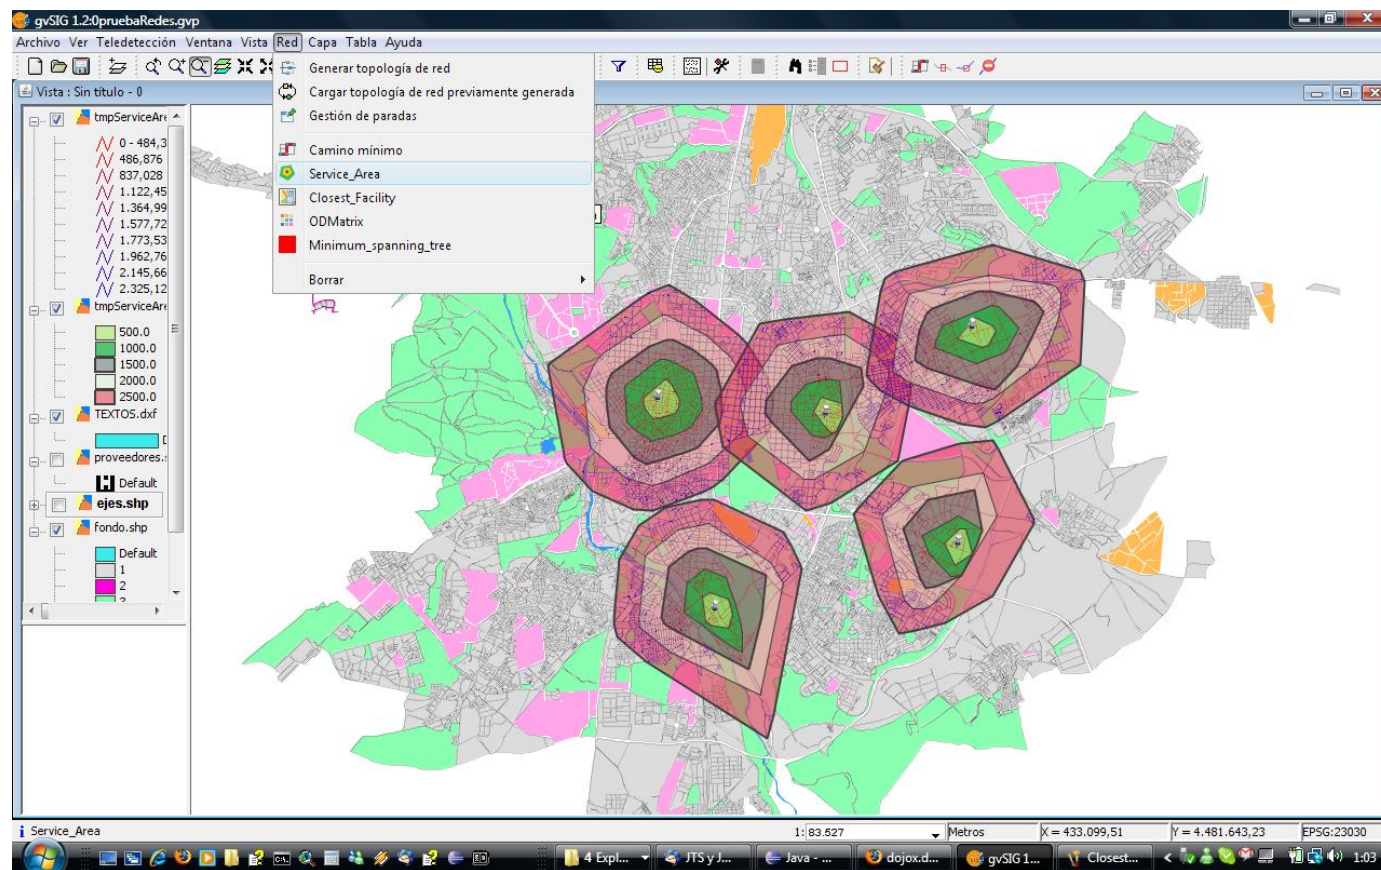 gvSIG 1.2:0pruebaRedes.gvp
Archivo Ver Teledetección Ventana Vista Red Capa Tabla Ayuda
Vista : Sin título - 0
Generar topología de red
Cargar topología de red previamente generada
Gestión de paradas
Camino mínimo
Service_Area
Closest_Facility
ODMatrix
Minimum_spanning_tree
Borrar
tmpServiceAre
0 - 484,3
486,876
837,028
1.122,45
1.364,99
1.577,72
1.773,53
1.962,76
2.145,66
2.325,12
tmpServiceAre
500.0
1000.0
1500.0
2000.0
2500.0
TEXTOS.dxf
D
proveedores.s
Default
ejes.shp
fondo.shp
Default
1
2
3
Service_Area
1: 83.527
Metros
X = 433.099,51
Y = 4.481.643,23
EPSG:23030
4 Expl...
JTS y J...
Java - ...
dojox.d...
gvSIG 1...
Closest...
1:03